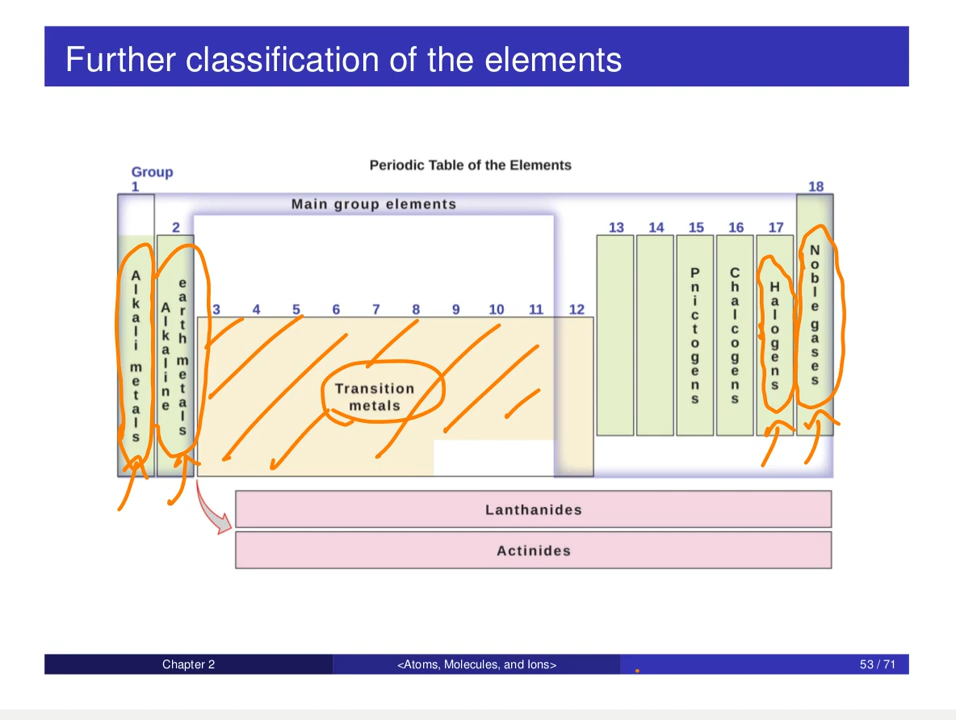 Further classification of the elements
Periodic Table of the Elements
Group
1
18
Main group elements
2
13 14 15 16 17
3 4 5 6 7 8 9 10 11 12
Alkali metals
Alkaline earth metals
Transition metals
Pnictogens
Chalcogens
Halogens
Noble gases
Lanthanides
Actinides
Chapter 2
<Atoms, Molecules, and Ions>
53 / 71